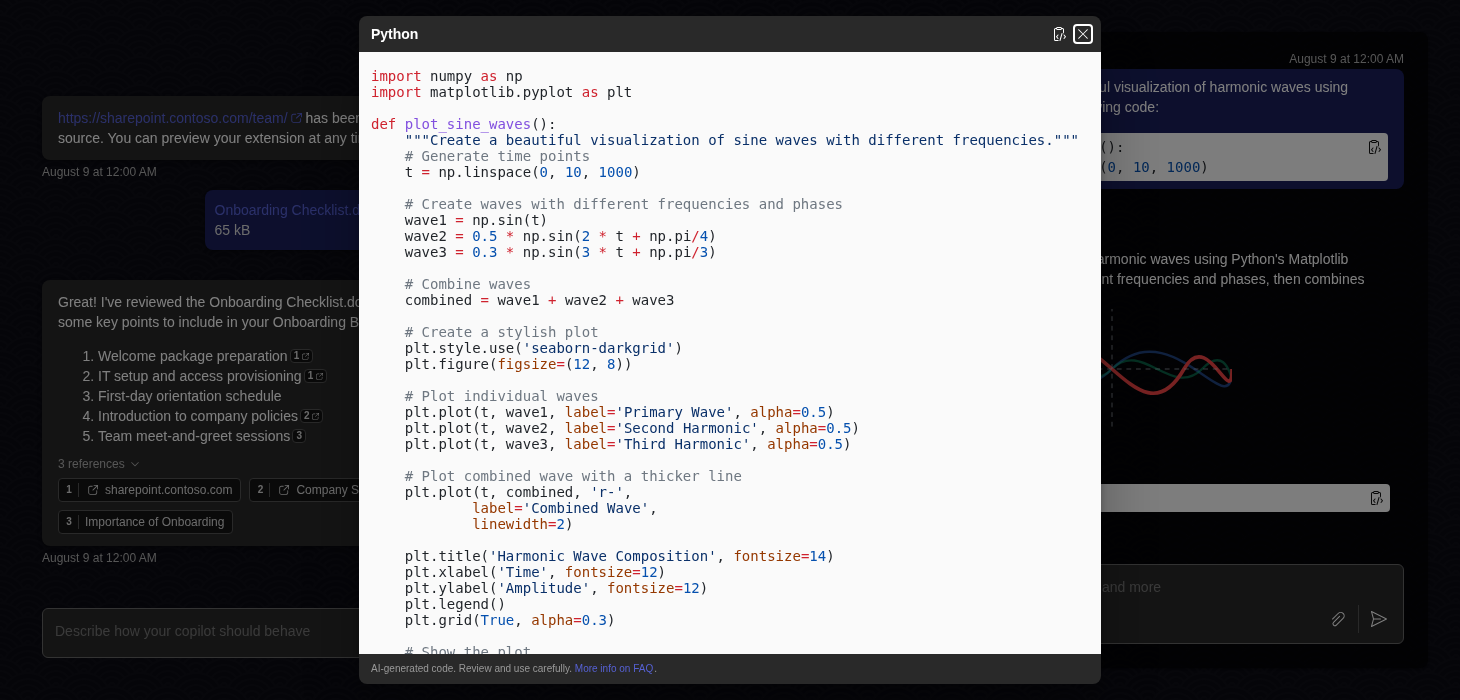 https://sharepoint.contoso.com/team/ has been
source. You can preview your extension at any ti
August 9 at 12:00 AM
Onboarding Checklist.d
65 kB
Great! I've reviewed the Onboarding Checklist.do
some key points to include in your Onboarding B
1. Welcome package preparation 1
2. IT setup and access provisioning 1
3. First-day orientation schedule
4. Introduction to company policies 2
5. Team meet-and-greet sessions 3
3 references
1 sharepoint.contoso.com 2 Company S
3 Importance of Onboarding
August 9 at 12:00 AM
Describe how your copilot should behave
Python
import numpy as np
import matplotlib.pyplot as plt
def plot_sine_waves():
    """Create a beautiful visualization of sine waves with different frequencies."""
    # Generate time points
    t = np.linspace(0, 10, 1000)
    # Create waves with different frequencies and phases
    wave1 = np.sin(t)
    wave2 = 0.5 * np.sin(2 * t + np.pi/4)
    wave3 = 0.3 * np.sin(3 * t + np.pi/3)
    # Combine waves
    combined = wave1 + wave2 + wave3
    # Create a stylish plot
    plt.style.use('seaborn-darkgrid')
    plt.figure(figsize=(12, 8))
    # Plot individual waves
    plt.plot(t, wave1, label='Primary Wave', alpha=0.5)
    plt.plot(t, wave2, label='Second Harmonic', alpha=0.5)
    plt.plot(t, wave3, label='Third Harmonic', alpha=0.5)
    # Plot combined wave with a thicker line
    plt.plot(t, combined, 'r-',
            label='Combined Wave',
            linewidth=2)
    plt.title('Harmonic Wave Composition', fontsize=14)
    plt.xlabel('Time', fontsize=12)
    plt.ylabel('Amplitude', fontsize=12)
    plt.legend()
    plt.grid(True, alpha=0.3)
    # Show the plot
AI-generated code. Review and use carefully. More info on FAQ.
August 9 at 12:00 AM
ul visualization of harmonic waves using
ing code:
():
(0, 10, 1000)
armonic waves using Python's Matplotlib
nt frequencies and phases, then combines
and more